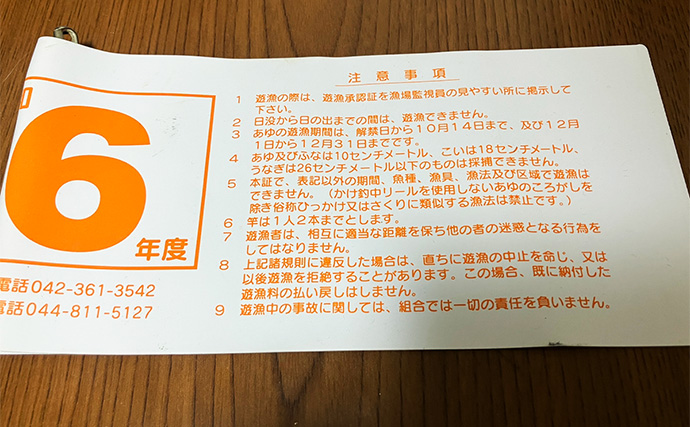 注意事項
1 遊漁の際は、遊漁承認証を漁場監視員の見やすい所に掲示して
下さい。
2 日没から日の出までの間は、遊漁できません。
3 あゆの遊漁期間は、解禁日から10月14日まで、及び12月
1日から12月31日までです。
4 あゆ及びふなは10センチメートル、こいは18センチメートル、
うなぎは26センチメートル以下のものは採捕できません。
5 本証で、表記以外の期間、魚種、漁具、漁法及び区域で遊漁は
できません。(かけ釣やリールを使用しないあゆのころがしを
除き俗称ひっかけ又はさくりに類似する漁法は禁止です。)
6 竿は1人2本までとします。
7 遊漁者は、相互に適当な距離を保ち他の者の迷惑となる行為を
してはなりません。
8 上記諸規則に違反した場合は、直ちに遊漁の中止を命じ、又は
以後遊漁を拒絶することがあります。この場合、既に納付した
遊漁料の払い戻しはしません。
9 遊漁中の事故に関しては、組合では一切の責任を負いません。
6
年度
電話042-361-3542
電話044-811-5127